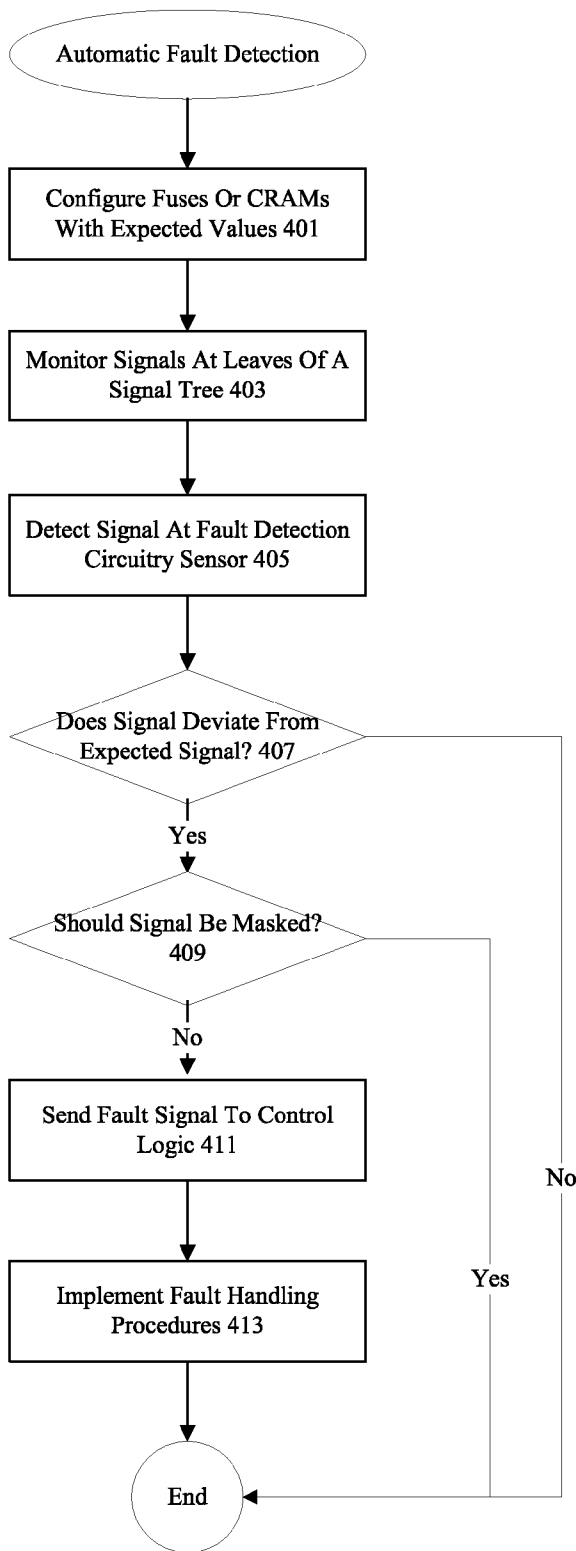 Automatic Fault Detection
Configure Fuses Or CRAMs
With Expected Values 401
Monitor Signals At Leaves Of A
Signal Tree 403
Detect Signal At Fault Detection
Circuitry Sensor 405
Does Signal Deviate From
Expected Signal? 407
Yes
Should Signal Be Masked?
409
No
Send Fault Signal To Control
Logic 411
No
Yes
Implement Fault Handling
Procedures 413
End